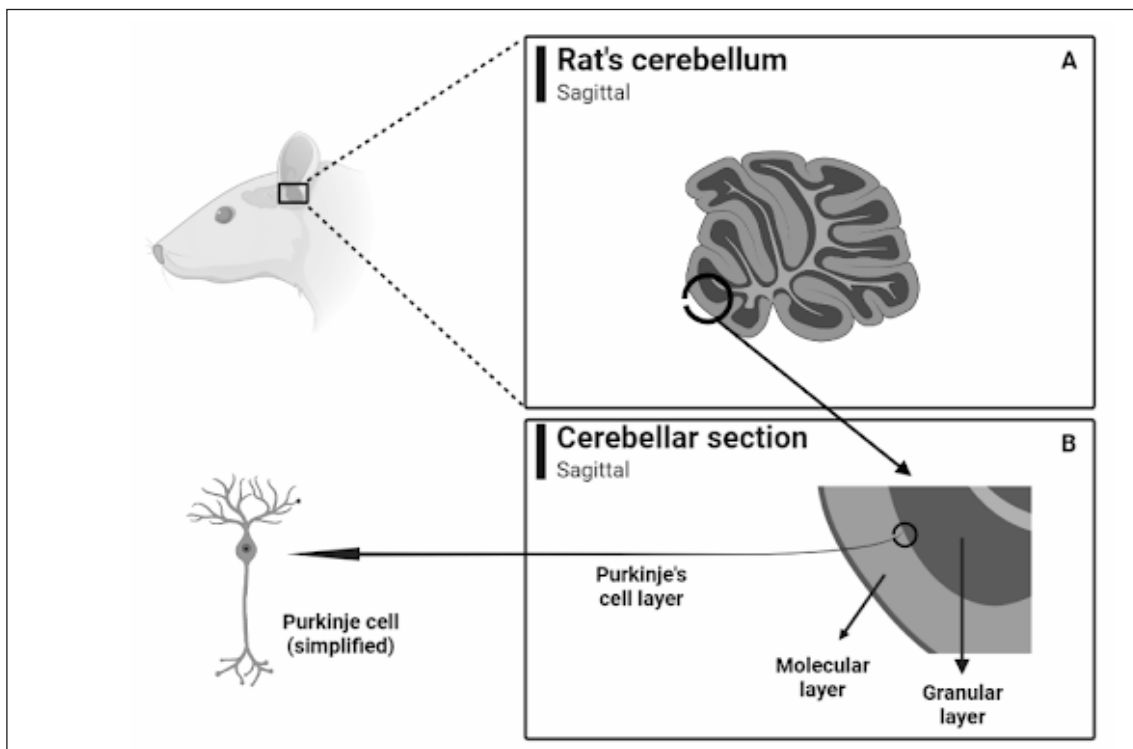 Rat's cerebellum
A
Sagittal
Cerebellar section
B
Sagittal
Purkinje's
cell layer
Purkinje cell
(simplified)
Molecular
layer
Granular
layer